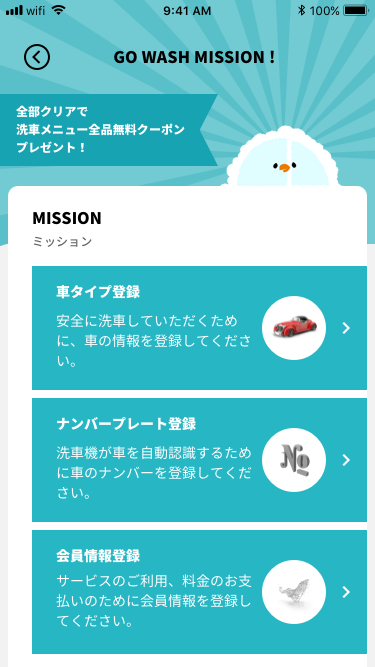 wifi 9:41 AM 100%
GO WASH MISSION !
全部クリアで
洗車メニュー全品無料クーポン
プレゼント！
MISSION
ミッション
車タイプ登録
安全に洗車していただくため
に、車の情報を登録してくださ
い。
ナンバープレート登録
洗車機が車を自動認識するため
に車のナンバーを登録してくだ
さい。
No
会員情報登録
サービスのご利用、料金のお支
払いのために会員情報を登録し
てください。